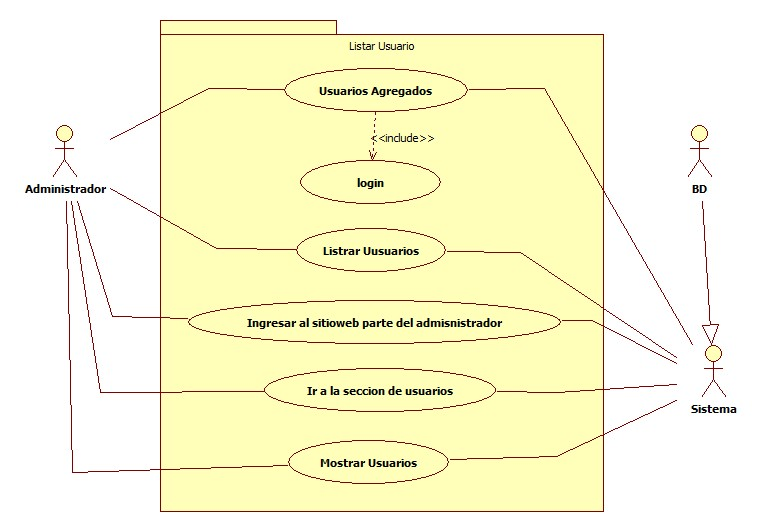 Listar Usuario
Usuarios Agregados
<<include>>
Administrador
login
BD
Listrar Uusuarios
Ingresar al sitioweb parte del admisnistrador
Ir a la seccion de usuarios
Sistema
Mostrar Usuarios